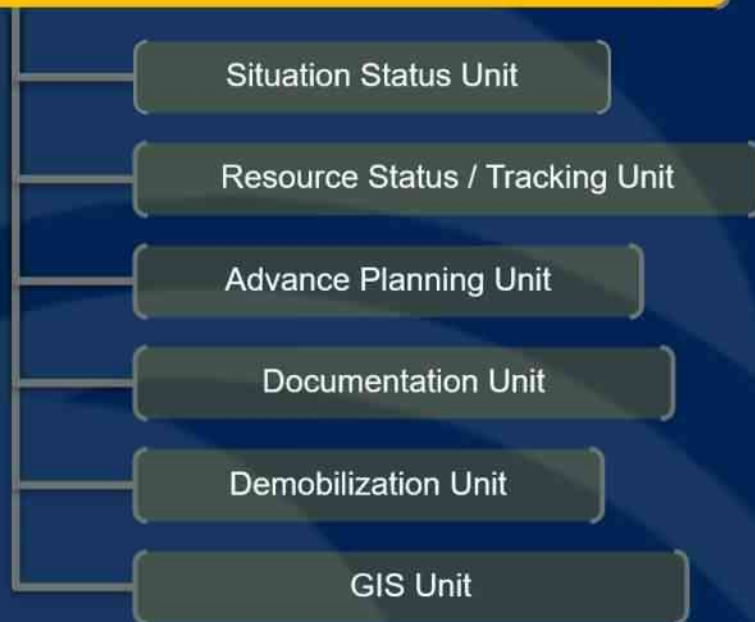 Situation Status Unit
Resource Status / Tracking Unit
Advance Planning Unit
Documentation Unit
Demobilization Unit
GIS Unit